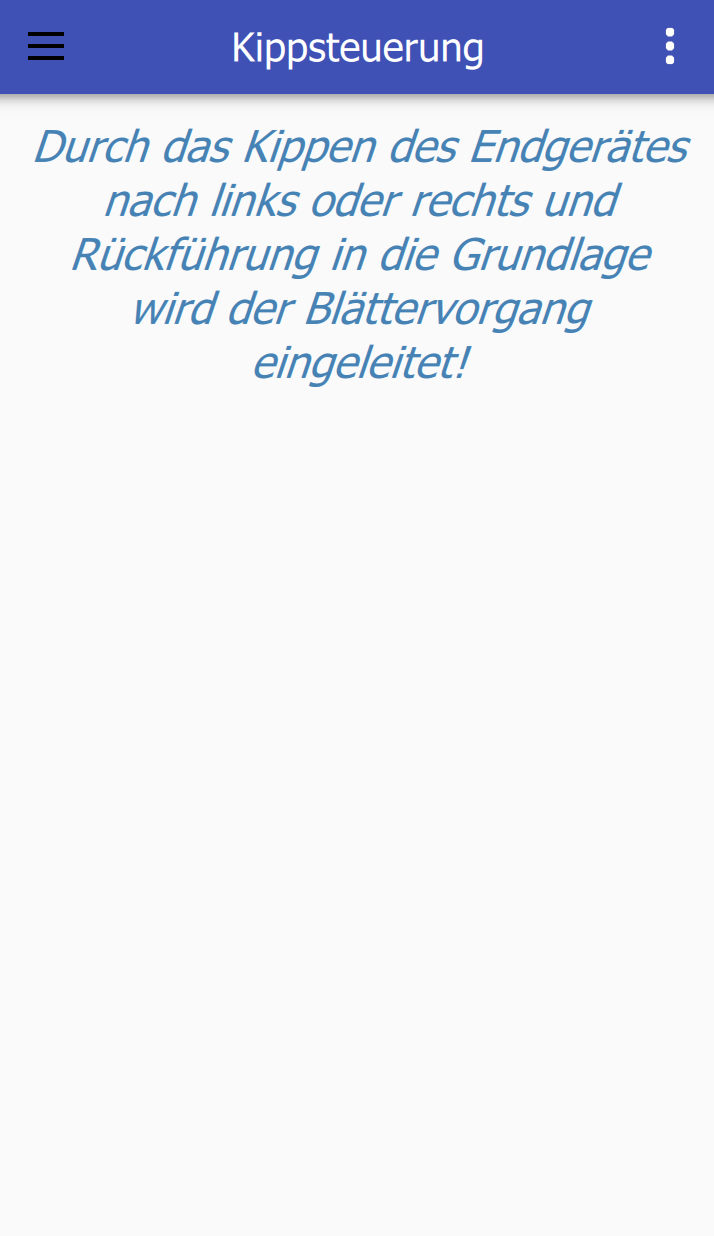 Kippsteuerung
Durch das Kippen des Endgerätes
nach links oder rechts und
Rückführung in die Grundlage
wird der Blättervorgang
eingeleitet!